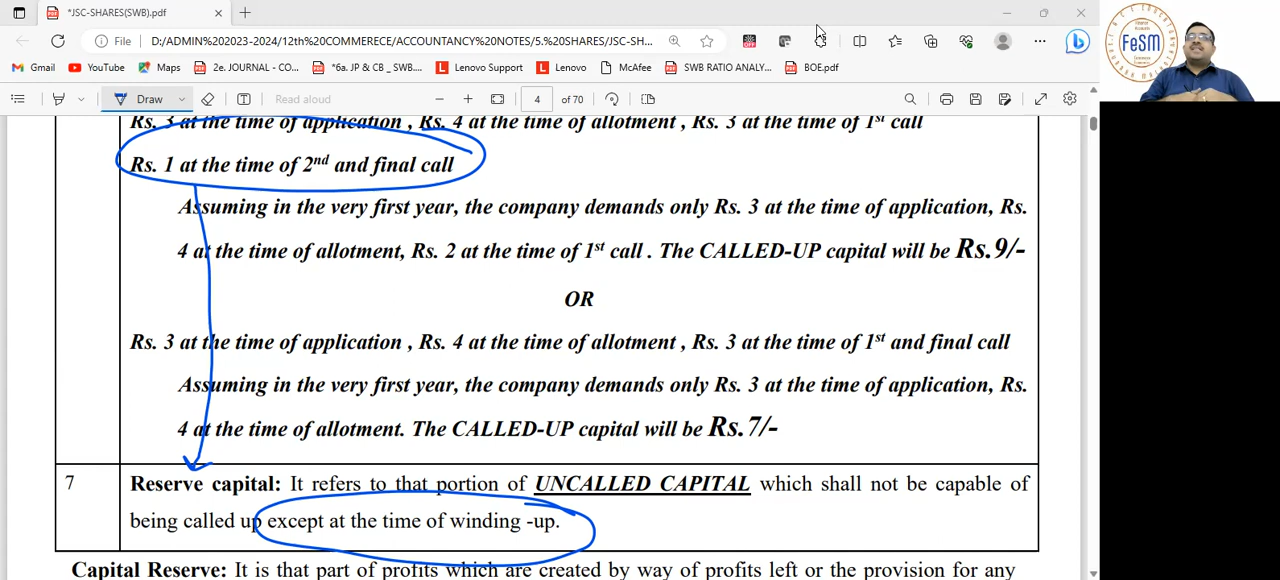 *JSC-SHARES(SWB).pdf
File
D:/ADMIN%202023-2024/12th%20COMMERECE/ACCOUNTANCY%20NOTES/5.%20SHARES/JSC-SH...
Gmail YouTube Maps 2e. JOURNAL - CO... *6a. JP & CB _ SWB.... Lenovo Support Lenovo McAfee SWB RATIO ANALY... BOE.pdf
Draw Read aloud 4 of 70
FeSM
Rs. 3 at the time of application , Rs. 4 at the time of allotment , Rs. 3 at the time of 1st call
Rs. 1 at the time of 2nd and final call
Assuming in the very first year, the company demands only Rs. 3 at the time of application, Rs.
4 at the time of allotment, Rs. 2 at the time of 1st call . The CALLED-UP capital will be Rs.9/-
OR
Rs. 3 at the time of application , Rs. 4 at the time of allotment , Rs. 3 at the time of 1st and final call
Assuming in the very first year, the company demands only Rs. 3 at the time of application, Rs.
4 at the time of allotment. The CALLED-UP capital will be Rs.7/-
7 Reserve capital: It refers to that portion of UNCALLED CAPITAL which shall not be capable of
being called up except at the time of winding -up.
Capital Reserve: It is that part of profits which are created by way of profits left or the provision for any